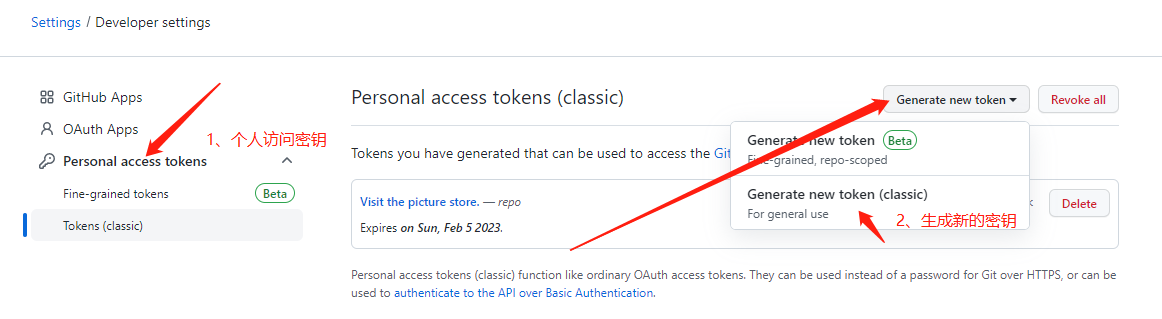 Settings / Developer settings
GitHub Apps
OAuth Apps
1、个人访问密钥
Personal access tokens
Fine-grained tokens Beta
Tokens (classic)
Personal access tokens (classic)
Generate new token
Revoke all
Generate new token Beta
Fine-grained, repo-scoped
Generate new token (classic)
For general use
2、生成新的密钥
Tokens you have generated that can be used to access the Git
Visit the picture store. — repo
Delete
Expires on Sun, Feb 5 2023.
Personal access tokens (classic) function like ordinary OAuth access tokens. They can be used instead of a password for Git over HTTPS, or can be
used to authenticate to the API over Basic Authentication.